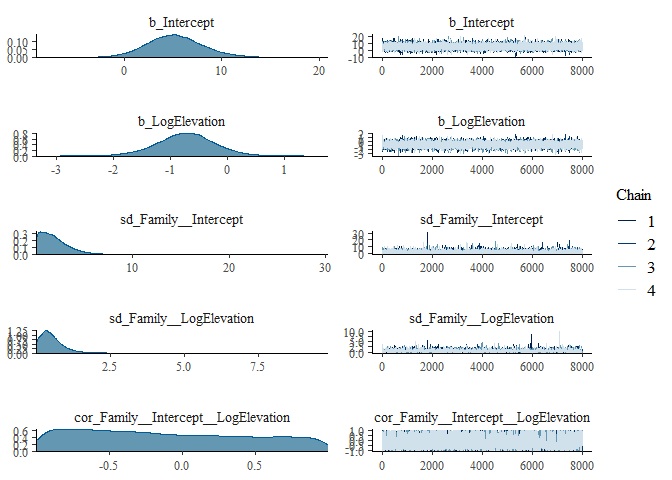 b_Intercept
0.10
0.05
0.00
0 10 20
b_Intercept
20
10
0
-10
0 2000 4000 6000 8000
b_LogElevation
0.8
0.0
-3 -2 -1 0 1
b_LogElevation
2
0 2000 4000 6000 8000
sd_Family__Intercept
0.3
0.0
10 20 30
sd_Family__Intercept
30
0
0 2000 4000 6000 8000
Chain
1
2
3
4
sd_Family__LogElevation
1.25
0.00
2.5 5.0 7.5
sd_Family__LogElevation
10.0
0.0
0 2000 4000 6000 8000
cor_Family__Intercept__LogElevation
0.6
0.4
0.2
0.0
-0.5 0.0 0.5
cor_Family__Intercept__LogElevation
1.0
-1.0
0 2000 4000 6000 8000